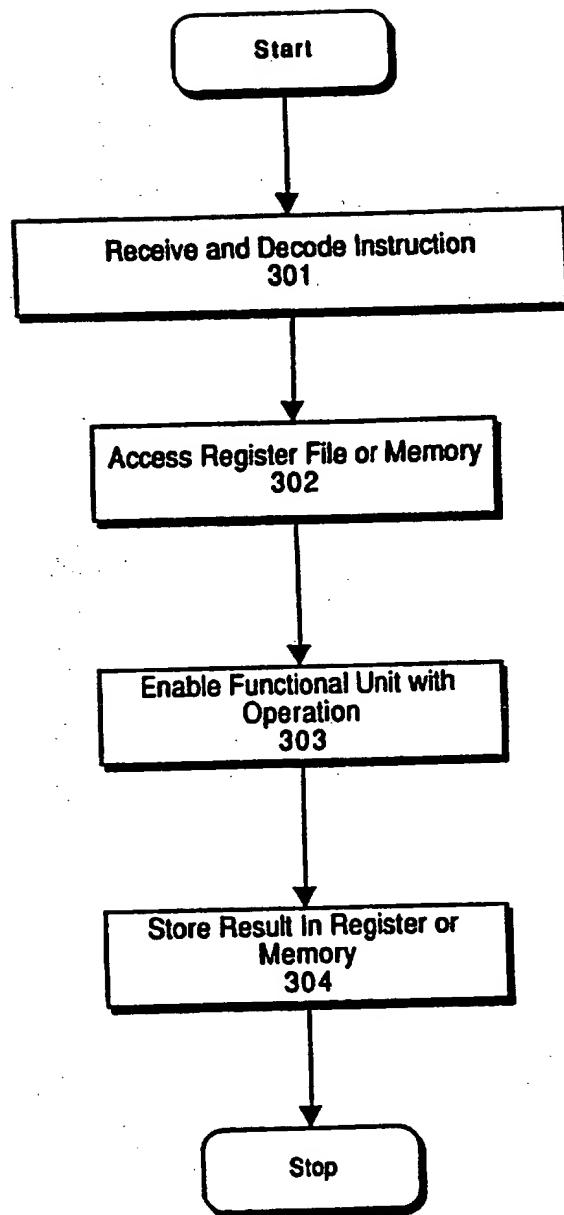 Start
Receive and Decode Instruction
301
Access Register File or Memory
302
Enable Functional Unit with
Operation
303
Store Result in Register or
Memory
304
Stop